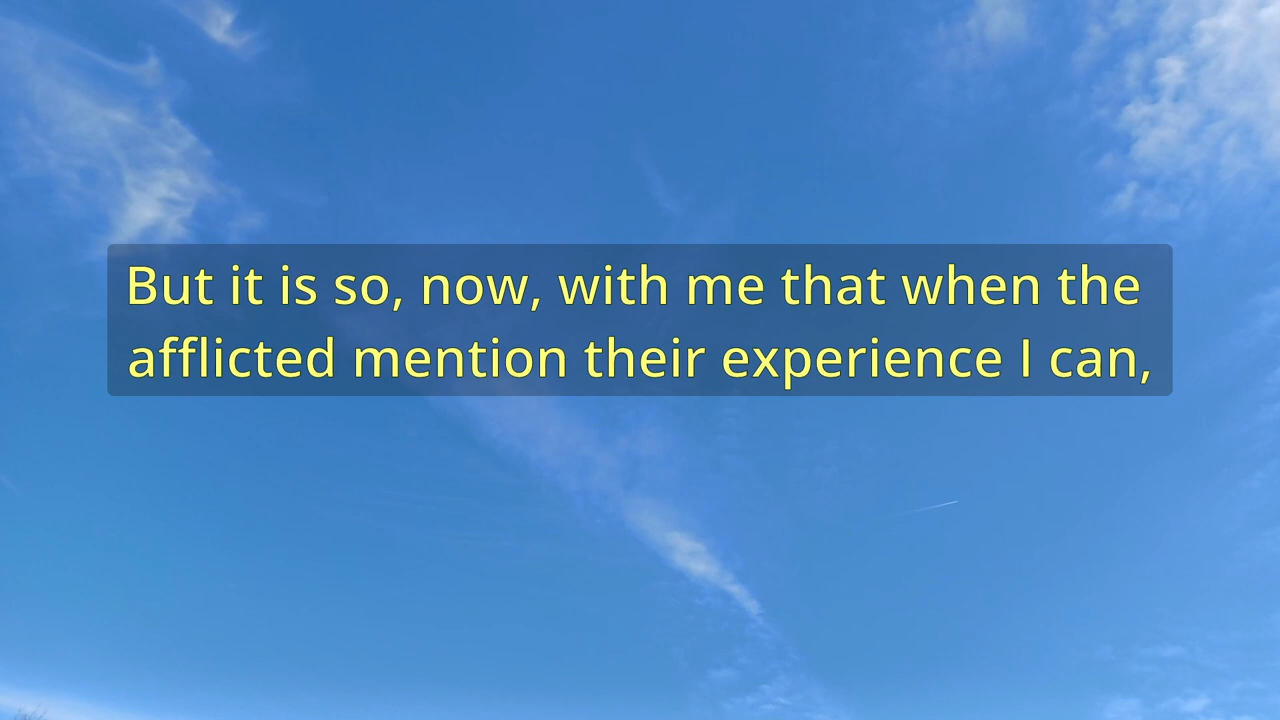 But it is so, now, with me that when the
afflicted mention their experience I can,